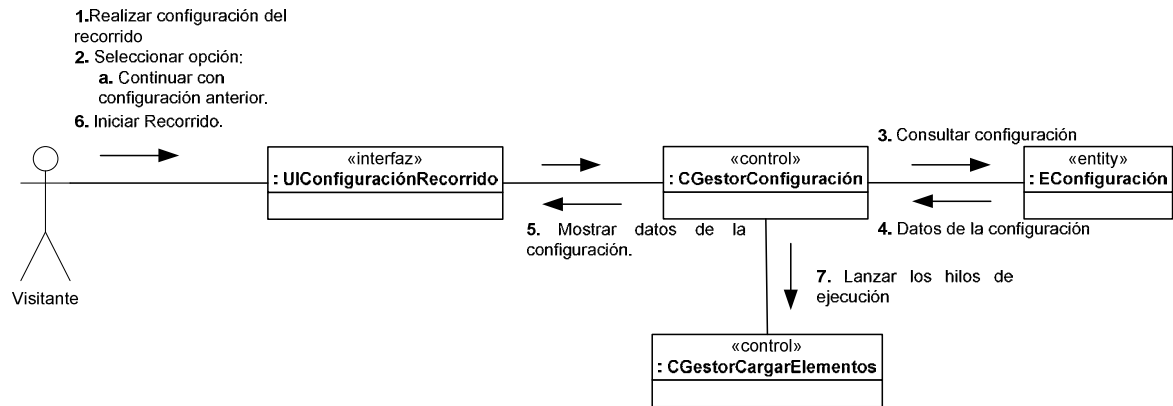 1.Realizar configuración del
recorrido
2. Seleccionar opción:
a. Continuar con
configuración anterior.
6. Iniciar Recorrido.
Visitante
«interfaz»
: UIConfiguraciónRecorrido
5. Mostrar datos de la
configuración.
«control»
: CGestorConfiguración
3. Consultar configuración
«entity»
: EConfiguración
4. Datos de la configuración
7. Lanzar los hilos de
ejecución
«control»
: CGestorCargarElementos